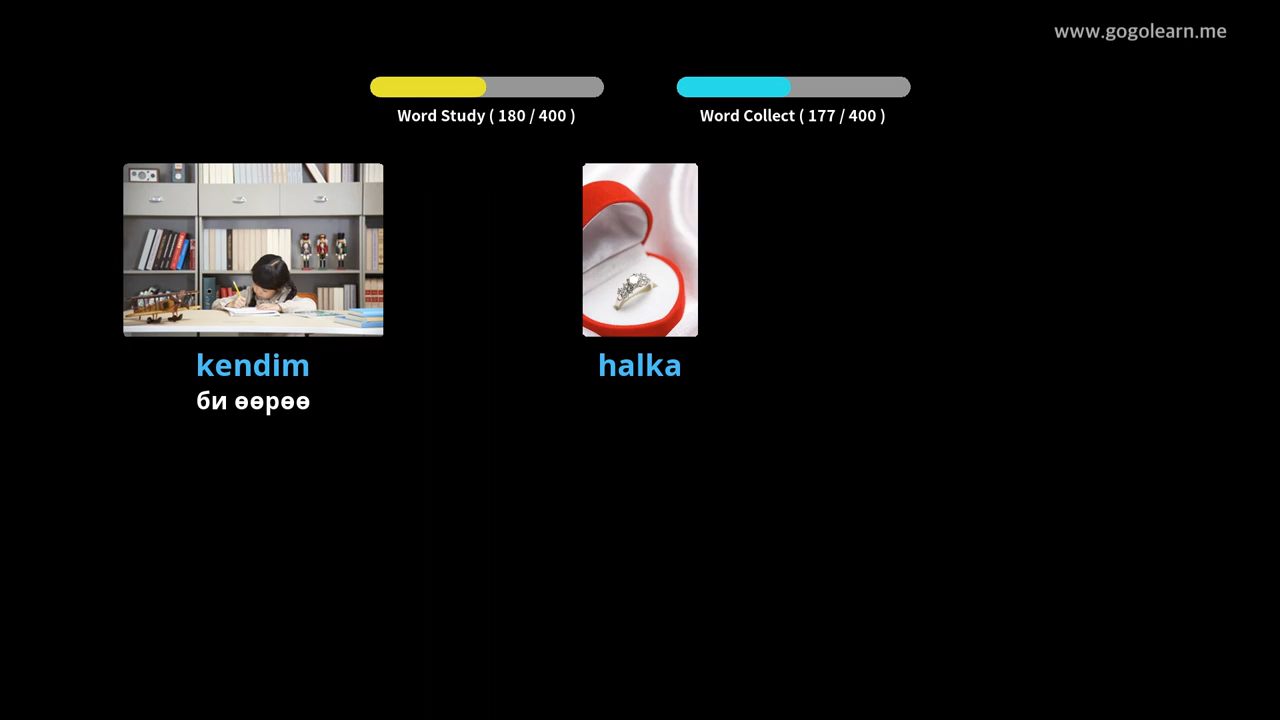 www.gogolearn.me
Word Study ( 180 / 400 )
Word Collect ( 177 / 400 )
kendim
би өөрөө
halka